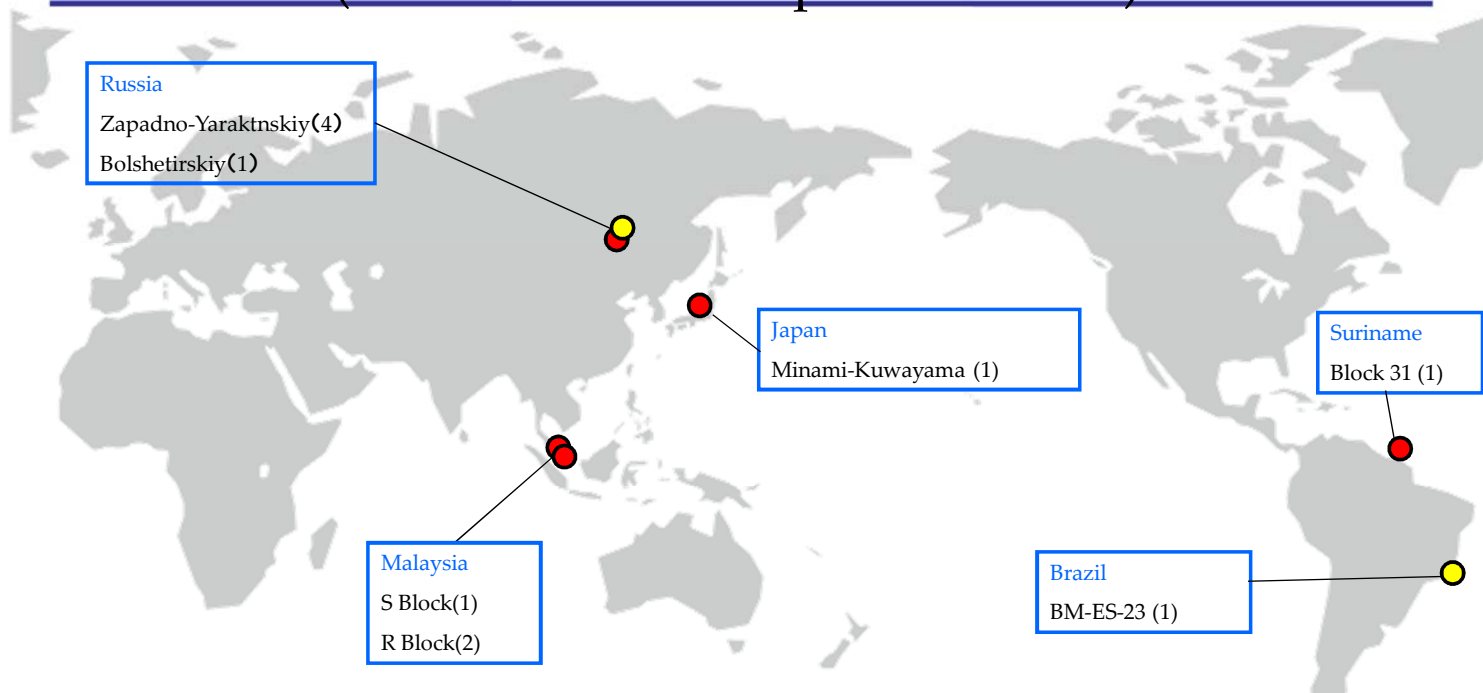 Russia
Zapadno-Yaraktnskiy(4)
Bolshetirskiy(1)
Japan
Minami-Kuwayama (1)
Suriname
Block 31 (1)
Malaysia
S Block(1)
R Block(2)
Brazil
BM-ES-23 (1)